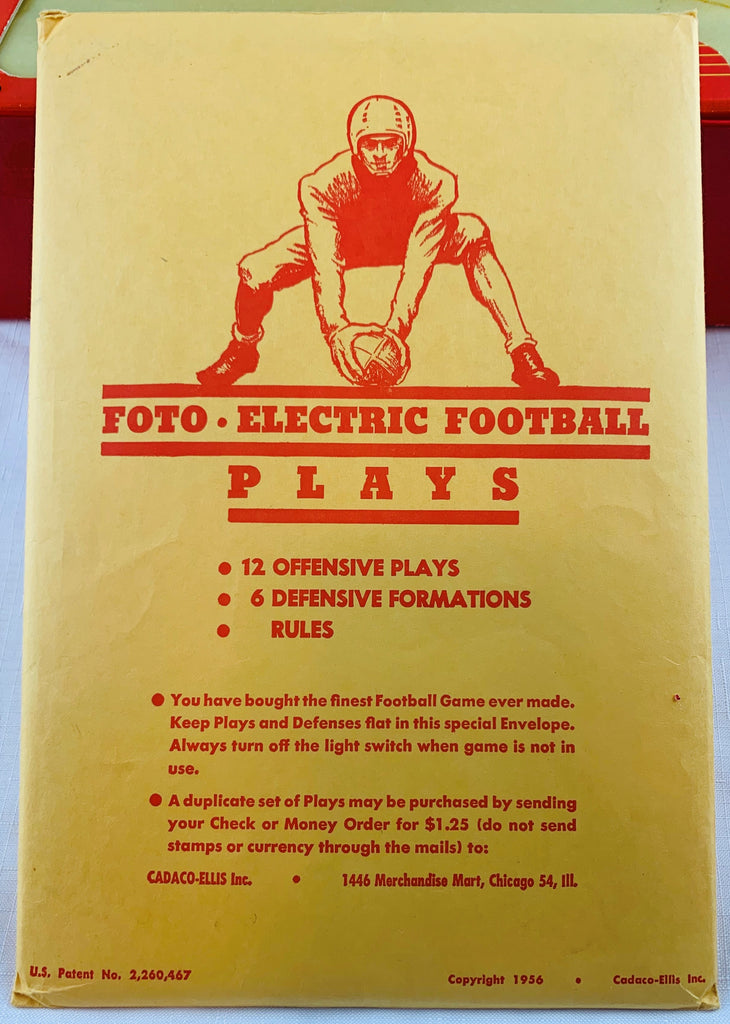 FOTO • ELECTRIC FOOTBALL
PLAYS
• 12 OFFENSIVE PLAYS
• 6 DEFENSIVE FORMATIONS
• RULES
• You have bought the finest Football Game ever made.
Keep Plays and Defenses flat in this special Envelope.
Always turn off the light switch when game is not in
use.
• A duplicate set of Plays may be purchased by sending
your Check or Money Order for $1.25 (do not send
stamps or currency through the mails) to:
CADACO-ELLIS Inc. • 1446 Merchandise Mart, Chicago 54, Ill.
U.S. Patent No. 2,260,467
Copyright 1956 • Cadaco-Ellis Inc.